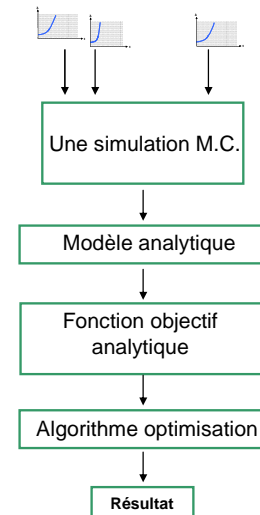 Une simulation M.C.
Modèle analytique
Fonction objectif
analytique
Algorithme optimisation
Résultat